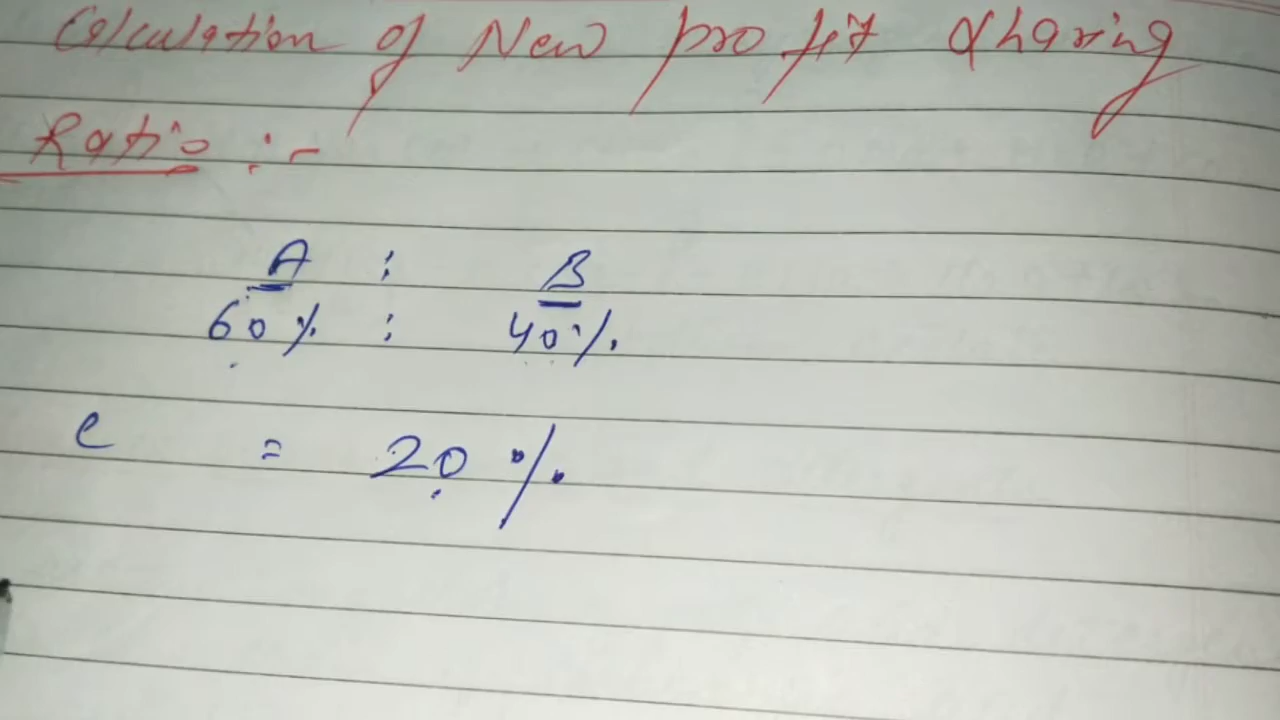 Calculation of New profit sharing
Ratio :-
A : B
60% : 40%.
C = 20 %